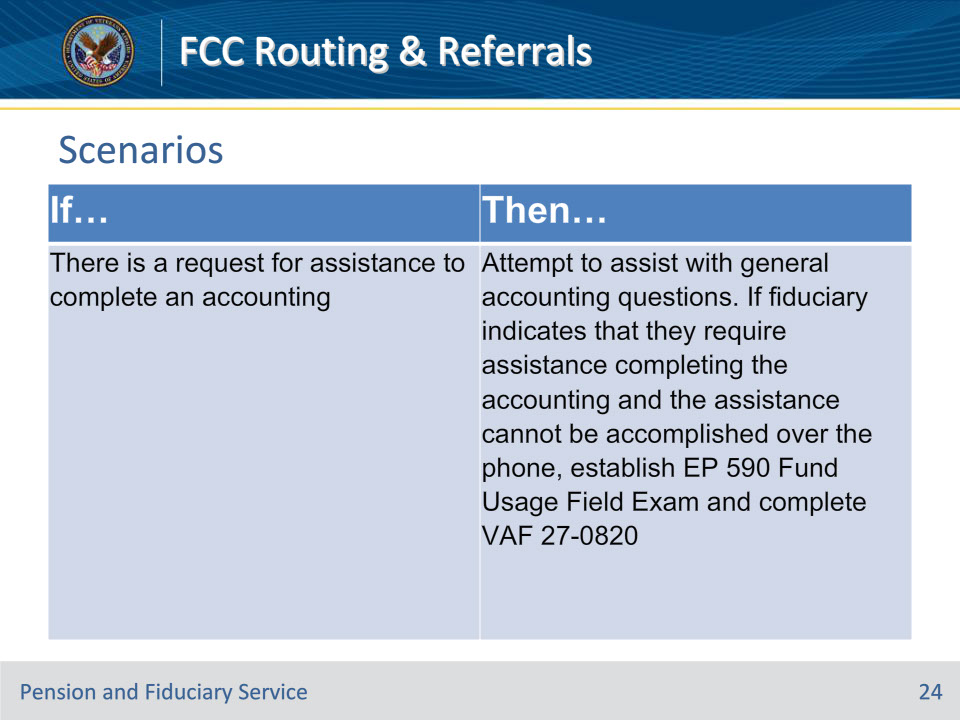 FCC Routing & Referrals
Scenarios
If…
Then…
There is a request for assistance to
complete an accounting
Attempt to assist with general
accounting questions. If fiduciary
indicates that they require
assistance completing the
accounting and the assistance
cannot be accomplished over the
phone, establish EP 590 Fund
Usage Field Exam and complete
VAF 27-0820
Pension and Fiduciary Service
24